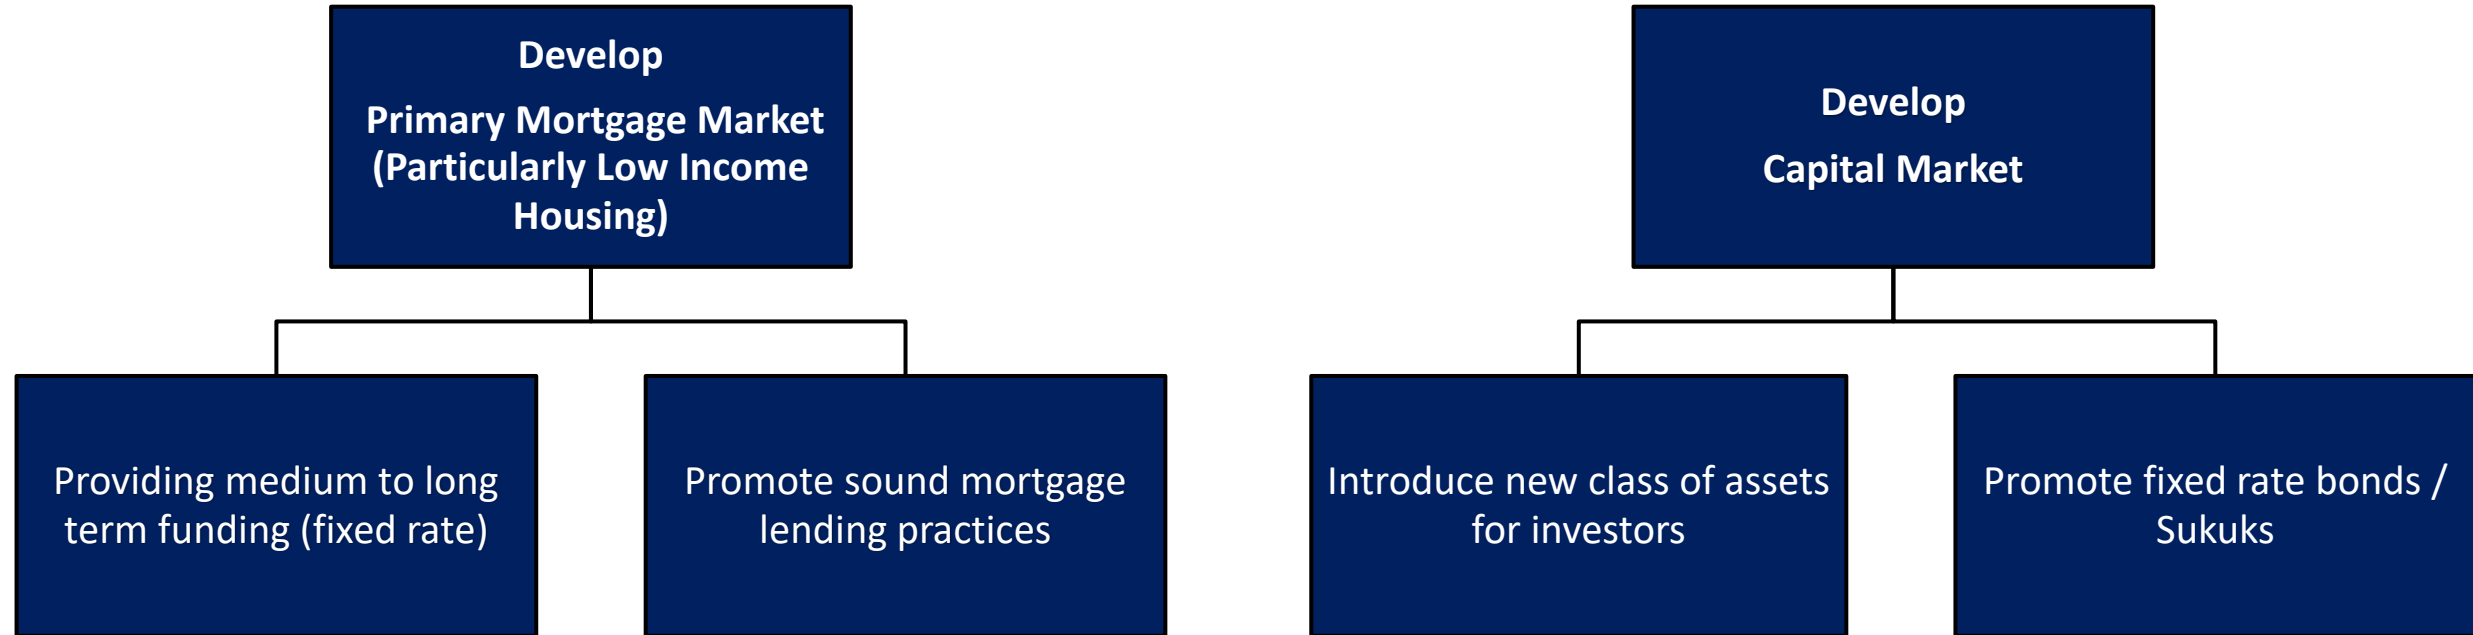 Develop
Primary Mortgage Market
(Particularly Low Income
Housing)
Develop
Capital Market
Providing medium to long
term funding (fixed rate)
Promote sound mortgage
lending practices
Introduce new class of assets
for investors
Promote fixed rate bonds /
Sukuks